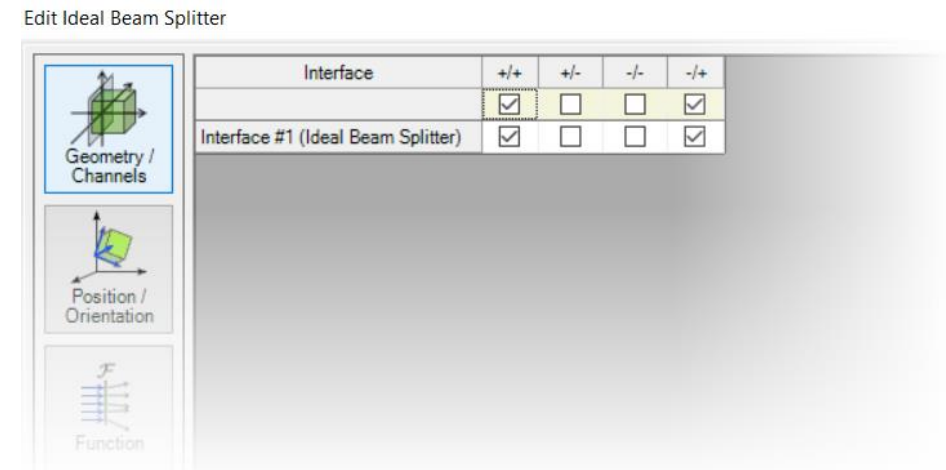 Edit Ideal Beam Splitter
Interface +/+ +/- -/- -/+
Interface #1 (Ideal Beam Splitter)
Geometry /
Channels
Position /
Orientation
F
Function